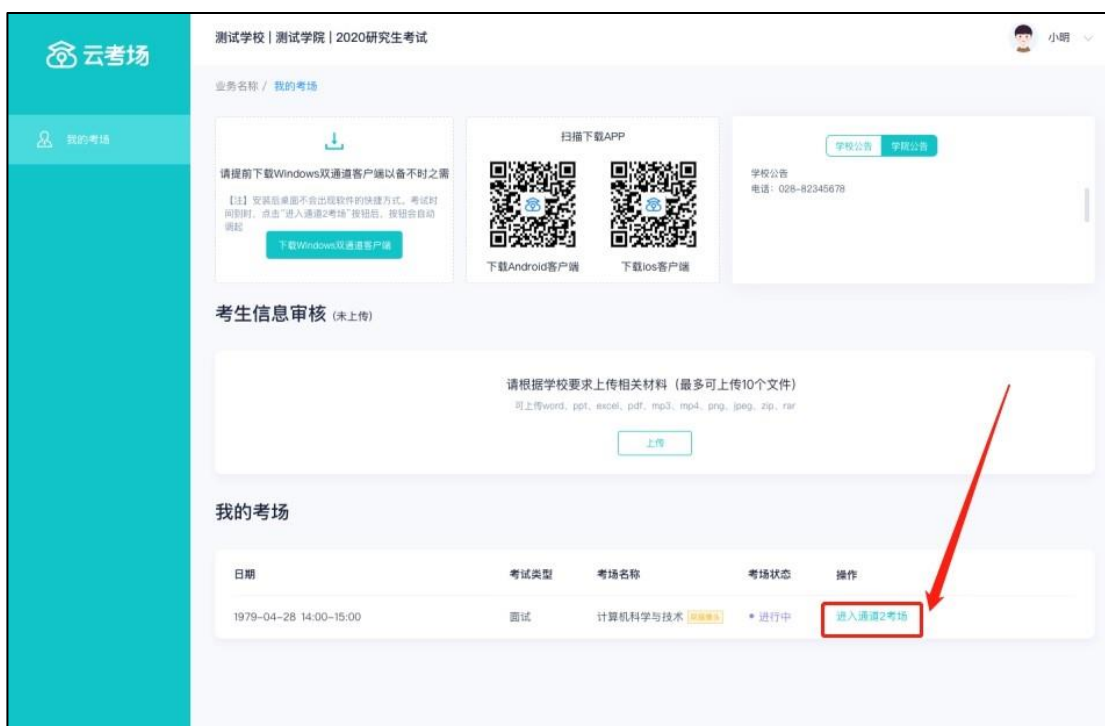 云考场
测试学校 | 测试学院 | 2020研究生考试
小明
业务名称 / 我的考场
我的考场
请提前下载Windows双通道客户端以备不时之需
【注】安装后桌面不会出现软件的快捷方式。考试时
间到时，点击“进入通道2考场”按钮后，按钮会自动
调起
下载Windows双通道客户端
扫描下载APP
下载Android客户端
下载Ios客户端
学校公告
学院公告
学校公告
电话：028-82345678
考生信息审核 (未上传)
请根据学校要求上传相关材料（最多可上传10个文件）
可上传word、ppt、excel、pdf、mp3、mp4、png、jpeg、zip、rar
上传
我的考场
日期 考试类型 考场名称 考场状态 操作
1979-04-28 14:00-15:00 面试 计算机科学与技术 进行中 进入通道2考场